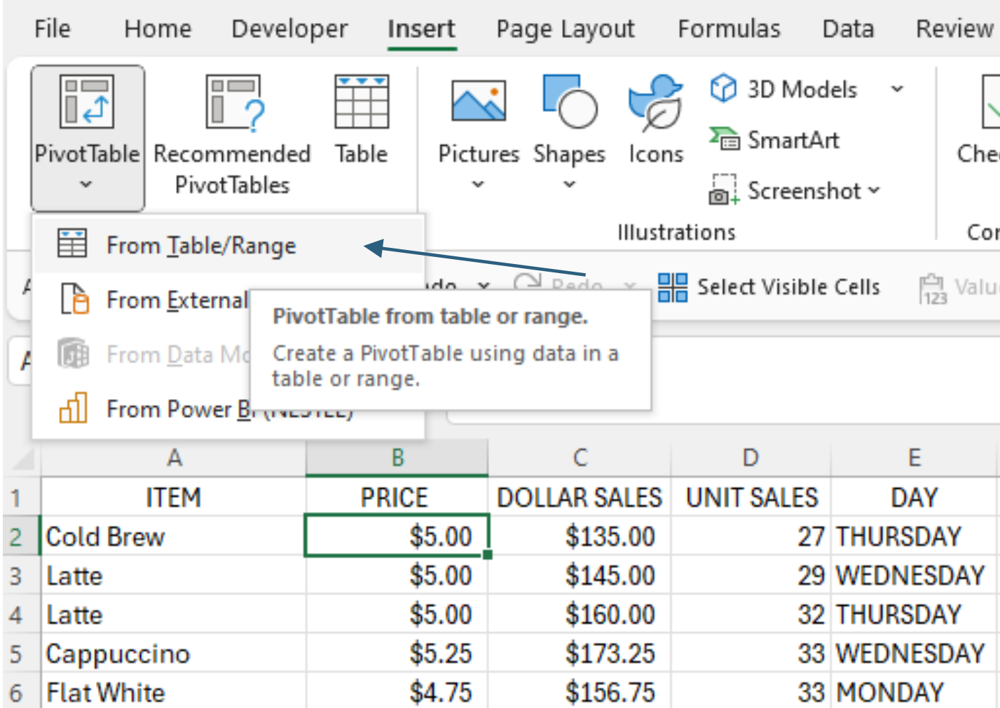 File Home Developer Insert Page Layout Formulas Data Review
PivotTable
Recommended
PivotTables
Table
Pictures
Shapes
Icons
3D Models
SmartArt
Screenshot
Illustrations
From Table/Range
From External
From Data
From Power
Redo
Select Visible Cells
123
PivotTable from table or range.
Create a PivotTable using data in a
table or range.
A B C D E
1 ITEM PRICE DOLLAR SALES UNIT SALES DAY
2 Cold Brew $5.00 $135.00 27 THURSDAY
3 Latte $5.00 $145.00 29 WEDNESDAY
4 Latte $5.00 $160.00 32 THURSDAY
5 Cappuccino $5.25 $173.25 33 WEDNESDAY
6 Flat White $4.75 $156.75 33 MONDAY